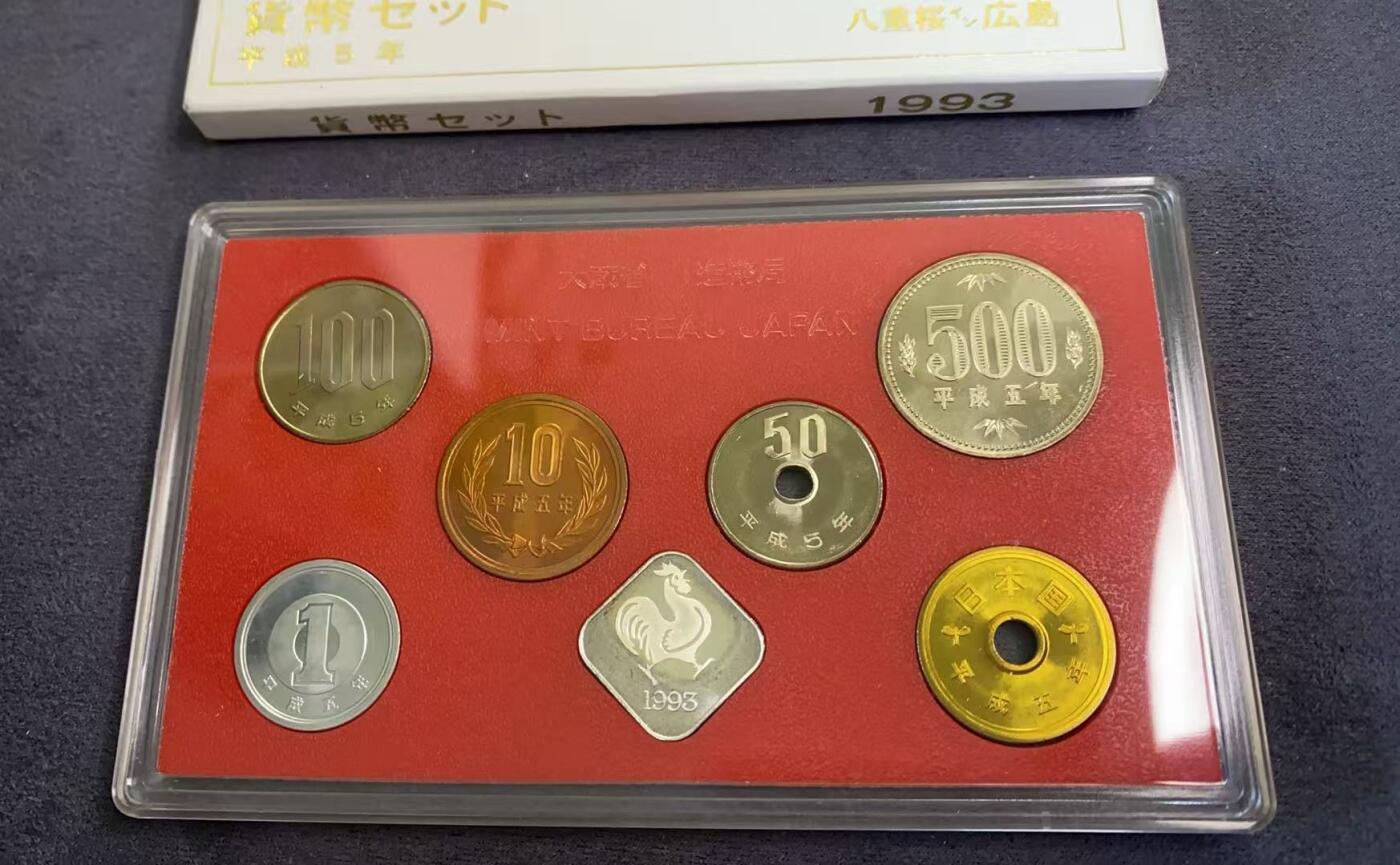 貨幣セット
平成5年
八重桜イン広島
貨幣セット
1993
大蔵省 造幣局
MINT BUREAU JAPAN
100
平成5年
500
平成五年
10
平成五年
50
平成5年
1
平成五年
1993
日本国
平成五年